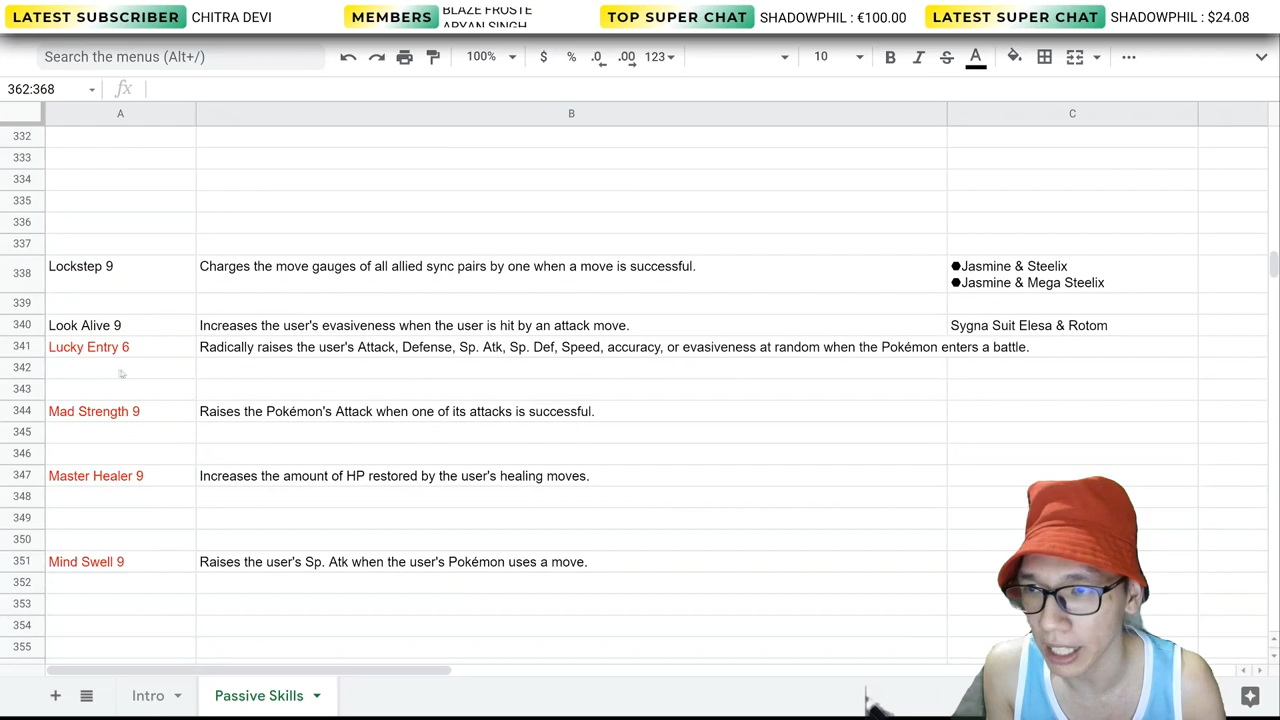 LATEST SUBSCRIBER CHITRA DEVI
MEMBERS
BLAZE FROSTE
ARYAN SINGH
TOP SUPER CHAT SHADOWPHIL : €100.00
LATEST SUPER CHAT SHADOWPHIL : $24.08
Search the menus (Alt+/)
100% $ % .0 .00 123 10 B I S A
362:368 fx
A B C
332
333
334
335
336
337
338 Lockstep 9 Charges the move gauges of all allied sync pairs by one when a move is successful. ●Jasmine & Steelix
●Jasmine & Mega Steelix
339
340 Look Alive 9 Increases the user's evasiveness when the user is hit by an attack move. Sygna Suit Elesa & Rotom
341 Lucky Entry 6 Radically raises the user's Attack, Defense, Sp. Atk, Sp. Def, Speed, accuracy, or evasiveness at random when the Pokémon enters a battle.
342
343
344 Mad Strength 9 Raises the Pokémon's Attack when one of its attacks is successful.
345
346
347 Master Healer 9 Increases the amount of HP restored by the user's healing moves.
348
349
350
351 Mind Swell 9 Raises the user's Sp. Atk when the user's Pokémon uses a move.
352
353
354
355
Intro Passive Skills